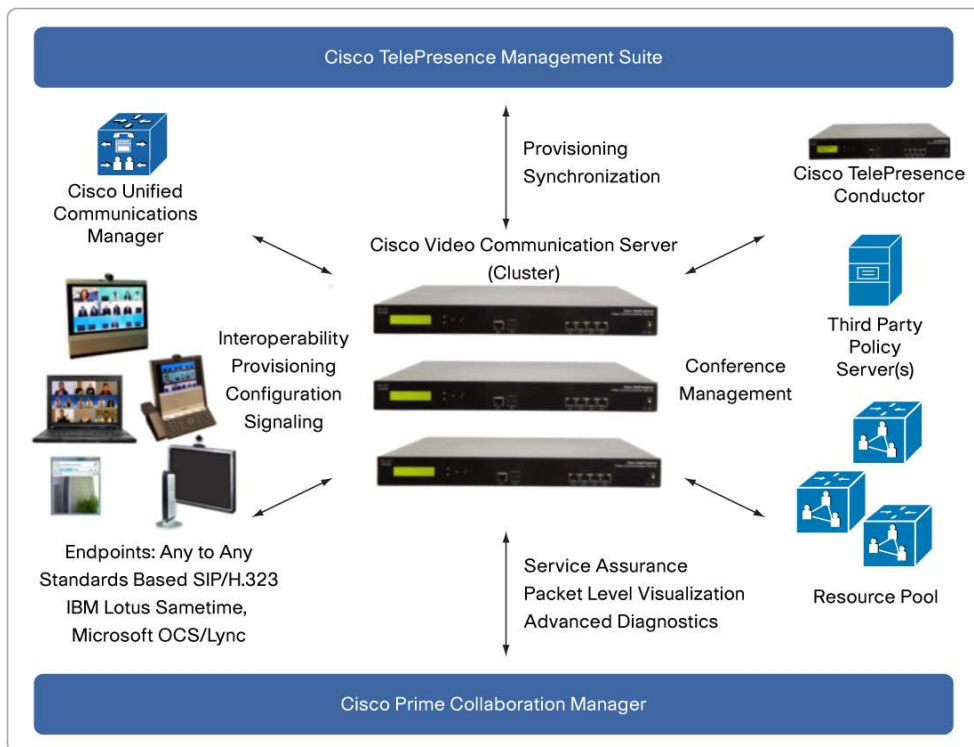 Cisco TelePresence Management Suite
Provisioning
Synchronization
Cisco Unified
Communications
Manager
Cisco TelePresence
Conductor
Cisco Video Communication Server
(Cluster)
Third Party
Policy
Server(s)
Interoperability
Provisioning
Configuration
Signaling
Conference
Management
Endpoints: Any to Any
Standards Based SIP/H.323
IBM Lotus Sametime,
Microsoft OCS/Lync
Service Assurance
Packet Level Visualization
Advanced Diagnostics
Resource Pool
Cisco Prime Collaboration Manager